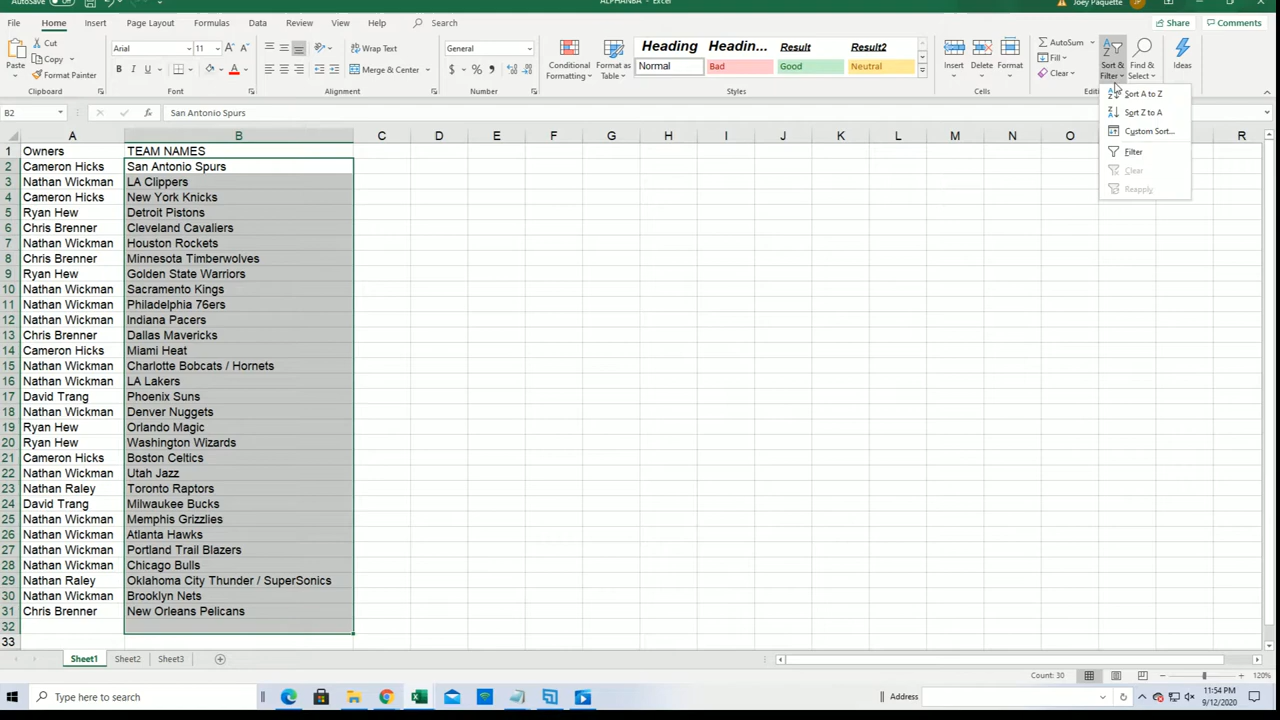 AutoSave Off ALPHANBA - Excel Joey Paquette JP
File Home Insert Page Layout Formulas Data Review View Help Search Share Comments
Paste Cut Copy Format Painter Clipboard
Arial 11 B I U Font
Wrap Text Merge & Center Alignment
General $ % Number
Conditional Formatting Format as Table Heading Headin... Result Result2 Normal Bad Good Neutral Styles
Insert Delete Format Cells
AutoSum Fill Clear Sort & Filter Find & Select Editi Ideas
Sort A to Z
Sort Z to A
Custom Sort...
Filter
Clear
Reapply
B2 San Antonio Spurs
A B C D E F G H I J K L M N O R
1 Owners TEAM NAMES
2 Cameron Hicks San Antonio Spurs
3 Nathan Wickman LA Clippers
4 Cameron Hicks New York Knicks
5 Ryan Hew Detroit Pistons
6 Chris Brenner Cleveland Cavaliers
7 Nathan Wickman Houston Rockets
8 Chris Brenner Minnesota Timberwolves
9 Ryan Hew Golden State Warriors
10 Nathan Wickman Sacramento Kings
11 Nathan Wickman Philadelphia 76ers
12 Nathan Wickman Indiana Pacers
13 Chris Brenner Dallas Mavericks
14 Cameron Hicks Miami Heat
15 Nathan Wickman Charlotte Bobcats / Hornets
16 Nathan Wickman LA Lakers
17 David Trang Phoenix Suns
18 Nathan Wickman Denver Nuggets
19 Ryan Hew Orlando Magic
20 Ryan Hew Washington Wizards
21 Cameron Hicks Boston Celtics
22 Nathan Wickman Utah Jazz
23 Nathan Raley Toronto Raptors
24 David Trang Milwaukee Bucks
25 Nathan Wickman Memphis Grizzlies
26 Nathan Wickman Atlanta Hawks
27 Nathan Wickman Portland Trail Blazers
28 Nathan Wickman Chicago Bulls
29 Nathan Raley Oklahoma City Thunder / SuperSonics
30 Nathan Wickman Brooklyn Nets
31 Chris Brenner New Orleans Pelicans
32
33
Sheet1 Sheet2 Sheet3
Count: 30 120%
Type here to search Address 11:54 PM
9/12/2020